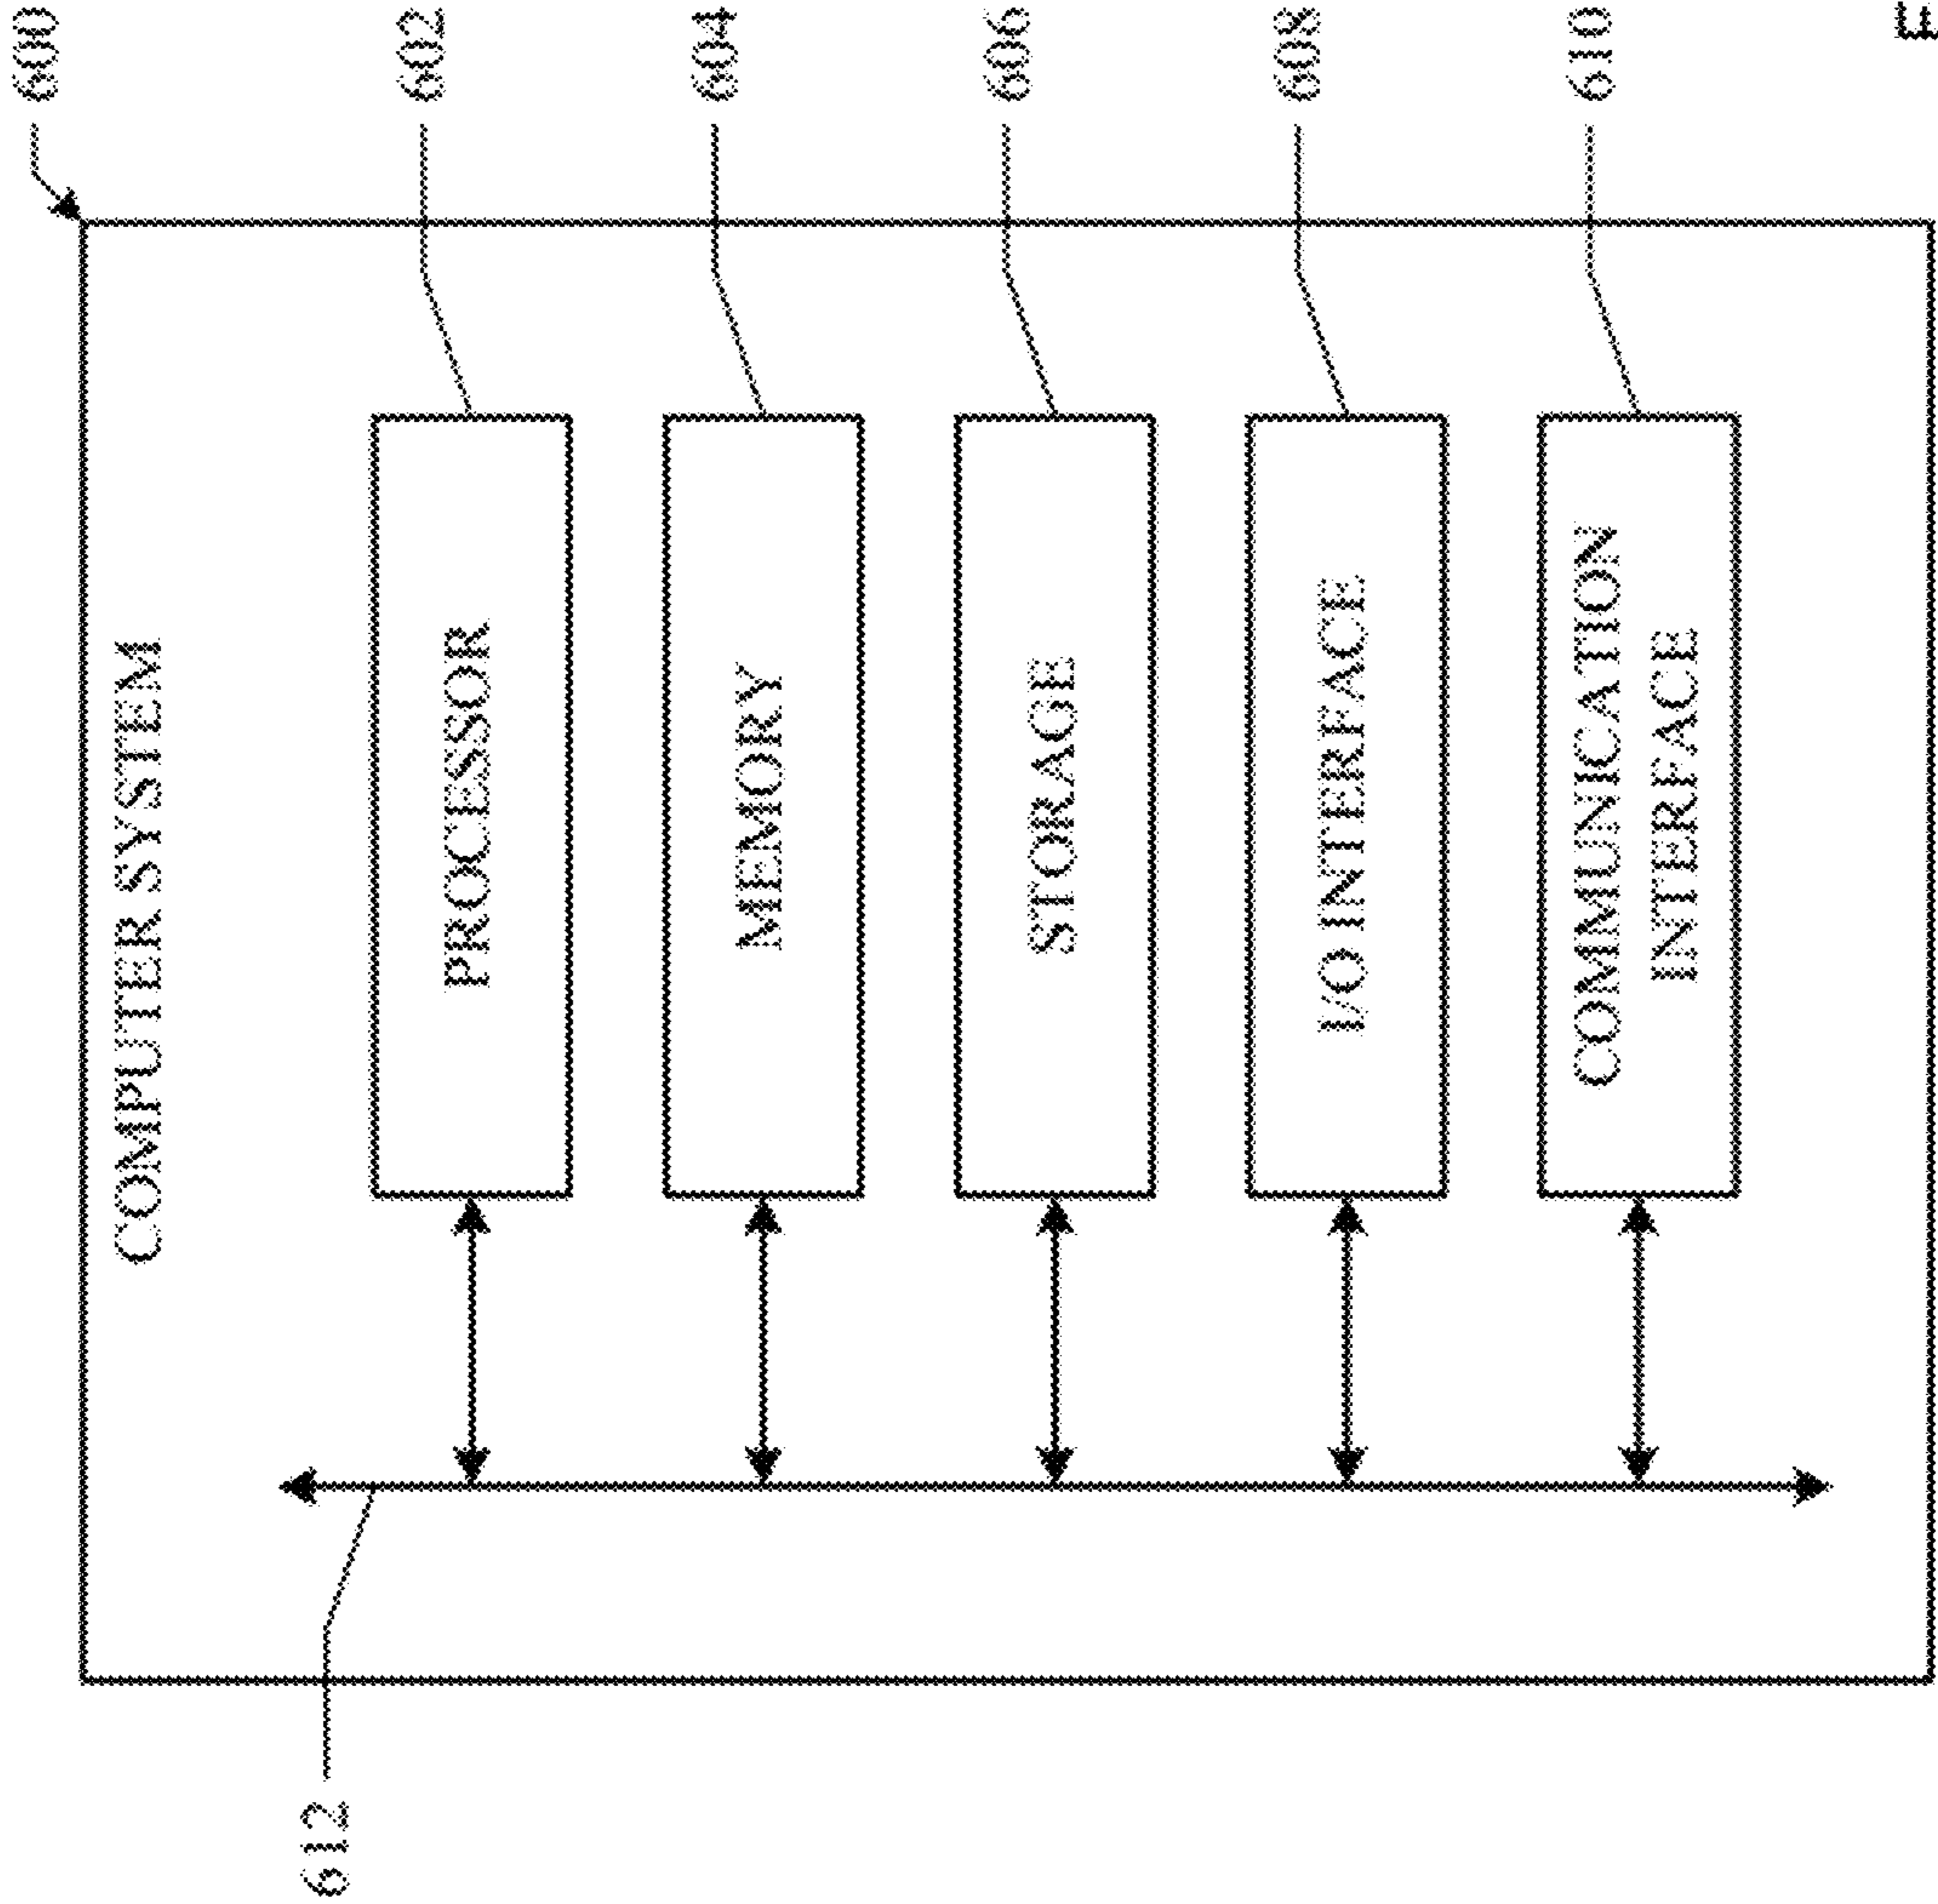 600
COMPUTER SYSTEM
612
PROCESSOR
602
MEMORY
604
STORAGE
606
I/O INTERFACE
608
COMMUNICATION
INTERFACE
610